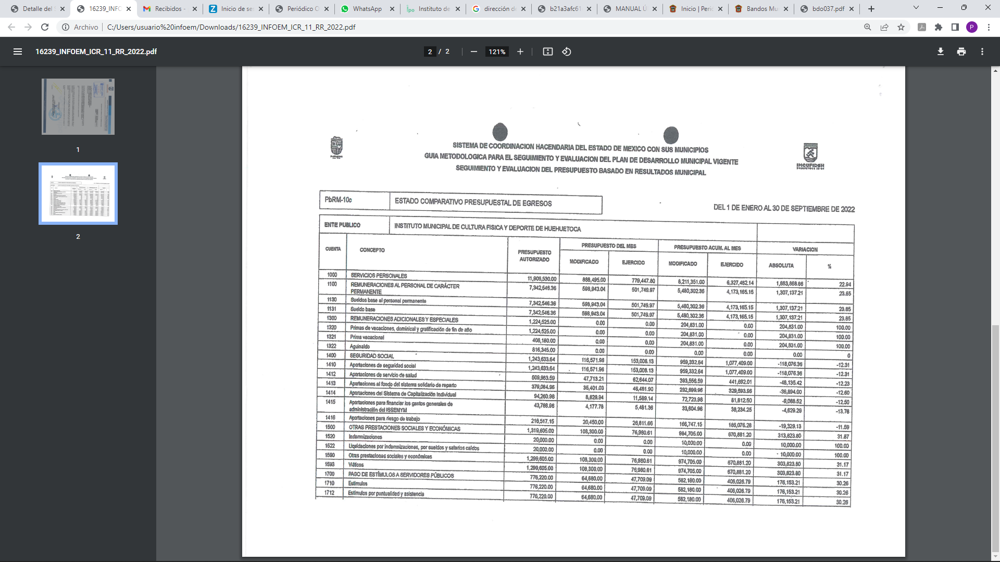 Detalle del S
16239_INFOE
Recibidos -
Inicio de se
Periódico O
WhatsApp
Instituto de
dirección d
b21a3afc61
MANUAL Ú
Inicio | Peri
Bandos Mu
bdo037.pdf
Archivo C:/Users/usuario%20infoem/Downloads/16239_INFOEM_ICR_11_RR_2022.pdf
P
16239_INFOEM_ICR_11_RR_2022.pdf
2 / 2
121%
1
2
SISTEMA DE COORDINACION HACENDARIA DEL ESTADO DE MEXICO CON SUS MUNICIPIOS
GUIA METODOLOGICA PARA EL SEGUIMIENTO Y EVALUACION DEL PLAN DE DESARROLLO MUNICIPAL VIGENTE
SEGUIMIENTO Y EVALUACION DEL PRESUPUESTO BASADO EN RESULTADOS MUNICIPAL
IMCUFIDEH
PbRM-10c ESTADO COMPARATIVO PRESUPUESTAL DE EGRESOS
DEL 1 DE ENERO AL 30 DE SEPTIEMBRE DE 2022
ENTE PUBLICO INSTITUTO MUNICIPAL DE CULTURA FISICA Y DEPORTE DE HUEHUETOCA
CUENTA CONCEPTO PRESUPUESTO AUTORIZADO PRESUPUESTO DEL MES PRESUPUESTO ACUM. AL MES VARIACION
MODIFICADO EJERCIDO MODIFICADO EJERCIDO ABSOLUTA %
1000 SERVICIOS PERSONALES 11,906,530.00 888,495.00 779,447.80 8,211,351.00 6,327,482.14 1,883,868.86 22.94
1100 REMUNERACIONES AL PERSONAL DE CARÁCTER PERMANENTE 7,342,546.36 598,943.04 501,749.97 5,480,302.36 4,173,165.15 1,307,137.21 23.85
1130 Sueldos base al personal permanente 7,342,546.36 598,943.04 501,749.97 5,480,302.36 4,173,165.15 1,307,137.21 23.85
1131 Sueldo base 7,342,546.36 598,943.04 501,749.97 5,480,302.36 4,173,165.15 1,307,137.21 23.85
1300 REMUNERACIONES ADICIONALES Y ESPECIALES 1,224,525.00 0.00 0.00 204,831.00 0.00 204,831.00 100.00
1320 Primas de vacaciones, dominical y gratificación de fin de año 1,224,525.00 0.00 0.00 204,831.00 0.00 204,831.00 100.00
1321 Prima vacacional 408,180.00 0.00 0.00 204,831.00 0.00 204,831.00 100.00
1322 Aguinaldo 816,345.00 0.00 0.00 0.00 0.00 0.00 0
1400 SEGURIDAD SOCIAL 1,243,633.64 116,571.96 153,008.13 959,332.64 1,077,409.00 -118,076.36 -12.31
1410 Aportaciones de seguridad social 1,243,633.64 116,571.96 153,008.13 959,332.64 1,077,409.00 -118,076.36 -12.31
1412 Aportaciones de servicio de salud 509,983.59 47,713.21 62,644.07 393,556.59 441,692.01 -48,135.42 -12.23
1413 Aportaciones al fondo del sistema solidario de reparto 379,084.96 35,401.03 46,481.90 292,699.96 329,593.96 -36,894.00 -12.60
1414 Aportaciones del Sistema de Capitalización Individual 94,260.98 8,829.94 11,589.14 72,723.98 81,812.50 -9,088.52 -12.50
1415 Aportaciones para financiar los gastos generales de administración del ISSEMYM 43,786.96 4,177.78 5,481.36 33,604.96 38,234.25 -4,629.29 -13.78
1416 Aportaciones para riesgo de trabajo 216,517.15 20,450.00 26,811.66 166,747.15 186,076.28 -19,329.13 -11.59
1500 OTRAS PRESTACIONES SOCIALES Y ECONÓMICAS 1,319,605.00 108,300.00 76,980.61 984,705.00 670,881.20 313,823.80 31.87
1520 Indemnizaciones 20,000.00 0.00 0.00 10,000.00 0.00 10,000.00 100.00
1522 Liquidaciones por indemnizaciones, por sueldos y salarios caídos 20,000.00 0.00 0.00 10,000.00 0.00 10,000.00 100.00
1590 Otras prestaciones sociales y económicas 1,299,605.00 108,300.00 76,980.61 974,705.00 670,881.20 303,823.80 31.17
1593 Viáticos 1,299,605.00 108,300.00 76,980.61 974,705.00 670,881.20 303,823.80 31.17
1700 PAGO DE ESTÍMULOS A SERVIDORES PÚBLICOS 776,220.00 64,680.00 47,709.09 582,180.00 406,026.79 176,153.21 30.26
1710 Estímulos 776,220.00 64,680.00 47,709.09 582,180.00 406,026.79 176,153.21 30.26
1712 Estímulos por puntualidad y asistencia 776,220.00 64,680.00 47,709.09 582,180.00 406,026.79 176,153.21 30.26